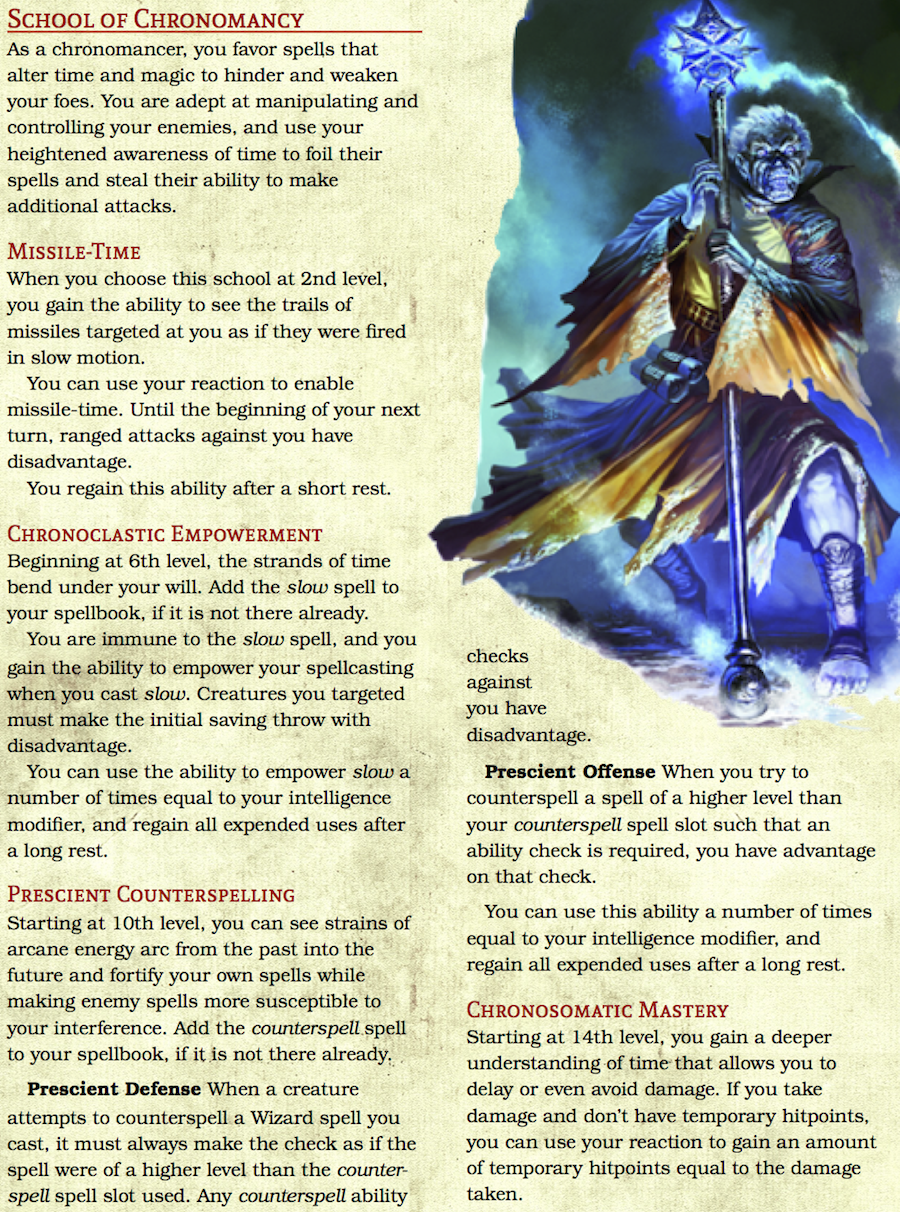 School of Chronomancy
As a chronomancer, you favor spells that
alter time and magic to hinder and weaken
your foes. You are adept at manipulating and
controlling your enemies, and use your
heightened awareness of time to foil their
spells and steal their ability to make
additional attacks.
Missile-Time
When you choose this school at 2nd level,
you gain the ability to see the trails of
missiles targeted at you as if they were fired
in slow motion.
You can use your reaction to enable
missile-time. Until the beginning of your next
turn, ranged attacks against you have
disadvantage.
You regain this ability after a short rest.
Chronoclastic Empowerment
Beginning at 6th level, the strands of time
bend under your will. Add the slow spell to
your spellbook, if it is not there already.
You are immune to the slow spell, and you
gain the ability to empower your spellcasting
when you cast slow. Creatures you targeted
must make the initial saving throw with
disadvantage.
You can use the ability to empower slow a
number of times equal to your intelligence
modifier, and regain all expended uses after
a long rest.
Prescient Counterspelling
Starting at 10th level, you can see strains of
arcane energy arc from the past into the
future and fortify your own spells while
making enemy spells more susceptible to
your interference. Add the counterspell spell
to your spellbook, if it is not there already.
Prescient Defense When a creature
attempts to counterspell a Wizard spell you
cast, it must always make the check as if the
spell were of a higher level than the counter-
spell spell slot used. Any counterspell ability
checks
against
you have
disadvantage.
Prescient Offense When you try to
counterspell a spell of a higher level than
your counterspell spell slot such that an
ability check is required, you have advantage
on that check.
You can use this ability a number of times
equal to your intelligence modifier, and
regain all expended uses after a long rest.
Chronosomatic Mastery
Starting at 14th level, you gain a deeper
understanding of time that allows you to
delay or even avoid damage. If you take
damage and don't have temporary hitpoints,
you can use your reaction to gain an amount
of temporary hitpoints equal to the damage
taken.